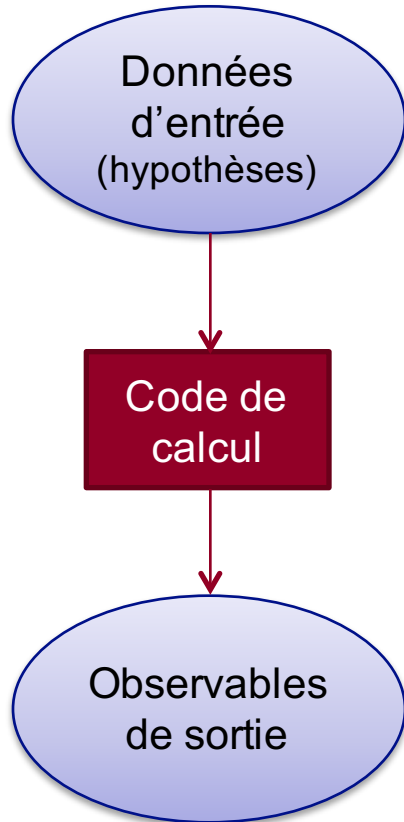 Données
d’entrée
(hypothèses)
Code de
calcul
Observables
de sortie